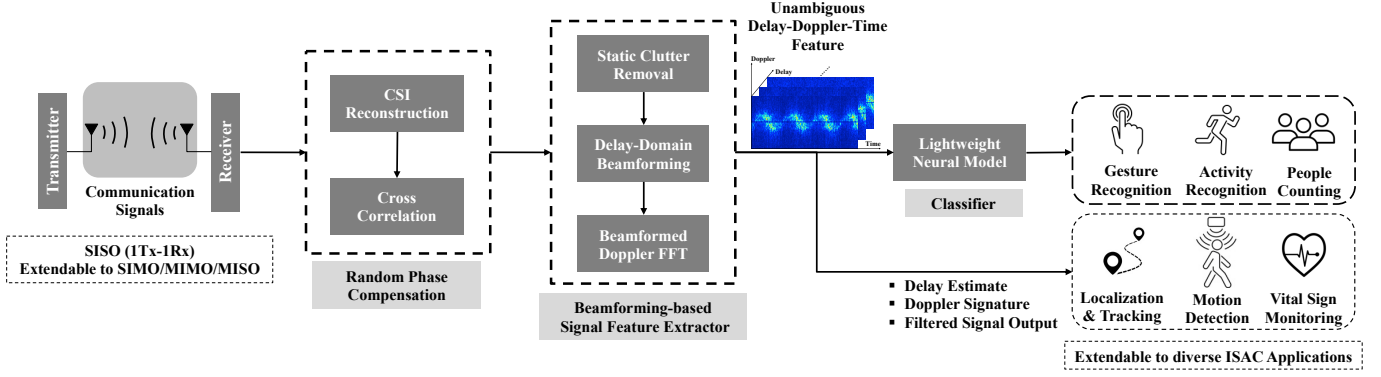 Transmitter
Receiver
Communication
Signals
SISO (1Tx-1Rx)
Extendable to SIMO/MIMO/MISO
CSI
Reconstruction
Cross
Correlation
Random Phase
Compensation
Static Clutter
Removal
Delay-Domain
Beamforming
Beamformed
Doppler FFT
Beamforming-based
Signal Feature Extractor
Unambiguous
Delay-Doppler-Time
Feature
Doppler
Delay
Time
Lightweight
Neural Model
Classifier
▪ Delay Estimate
▪ Doppler Signature
▪ Filtered Signal Output
Gesture
Recognition
Activity
Recognition
People
Counting
Localization
& Tracking
Motion
Detection
Vital Sign
Monitoring
Extendable to diverse ISAC Applications